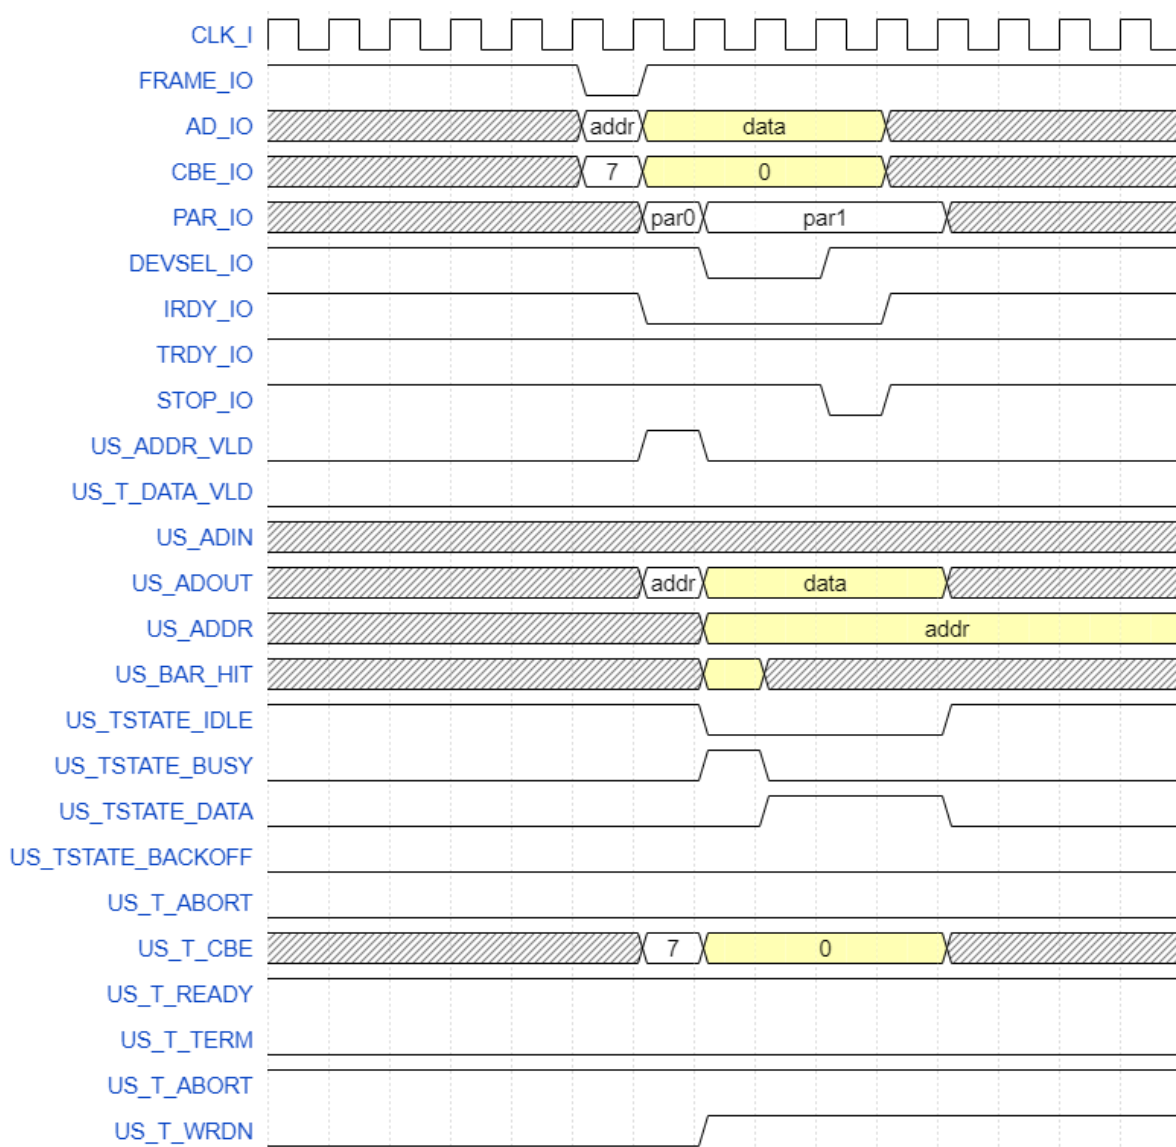 CLK_I
FRAME_IO
AD_IO addr data
CBE_IO 7 0
PAR_IO par0 par1
DEVSEL_IO
IRDY_IO
TRDY_IO
STOP_IO
US_ADDR_VLD
US_T_DATA_VLD
US_ADIN
US_ADOUT addr data
US_ADDR addr
US_BAR_HIT
US_TSTATE_IDLE
US_TSTATE_BUSY
US_TSTATE_DATA
US_TSTATE_BACKOFF
US_T_ABORT
US_T_CBE 7 0
US_T_READY
US_T_TERM
US_T_ABORT
US_T_WRDN